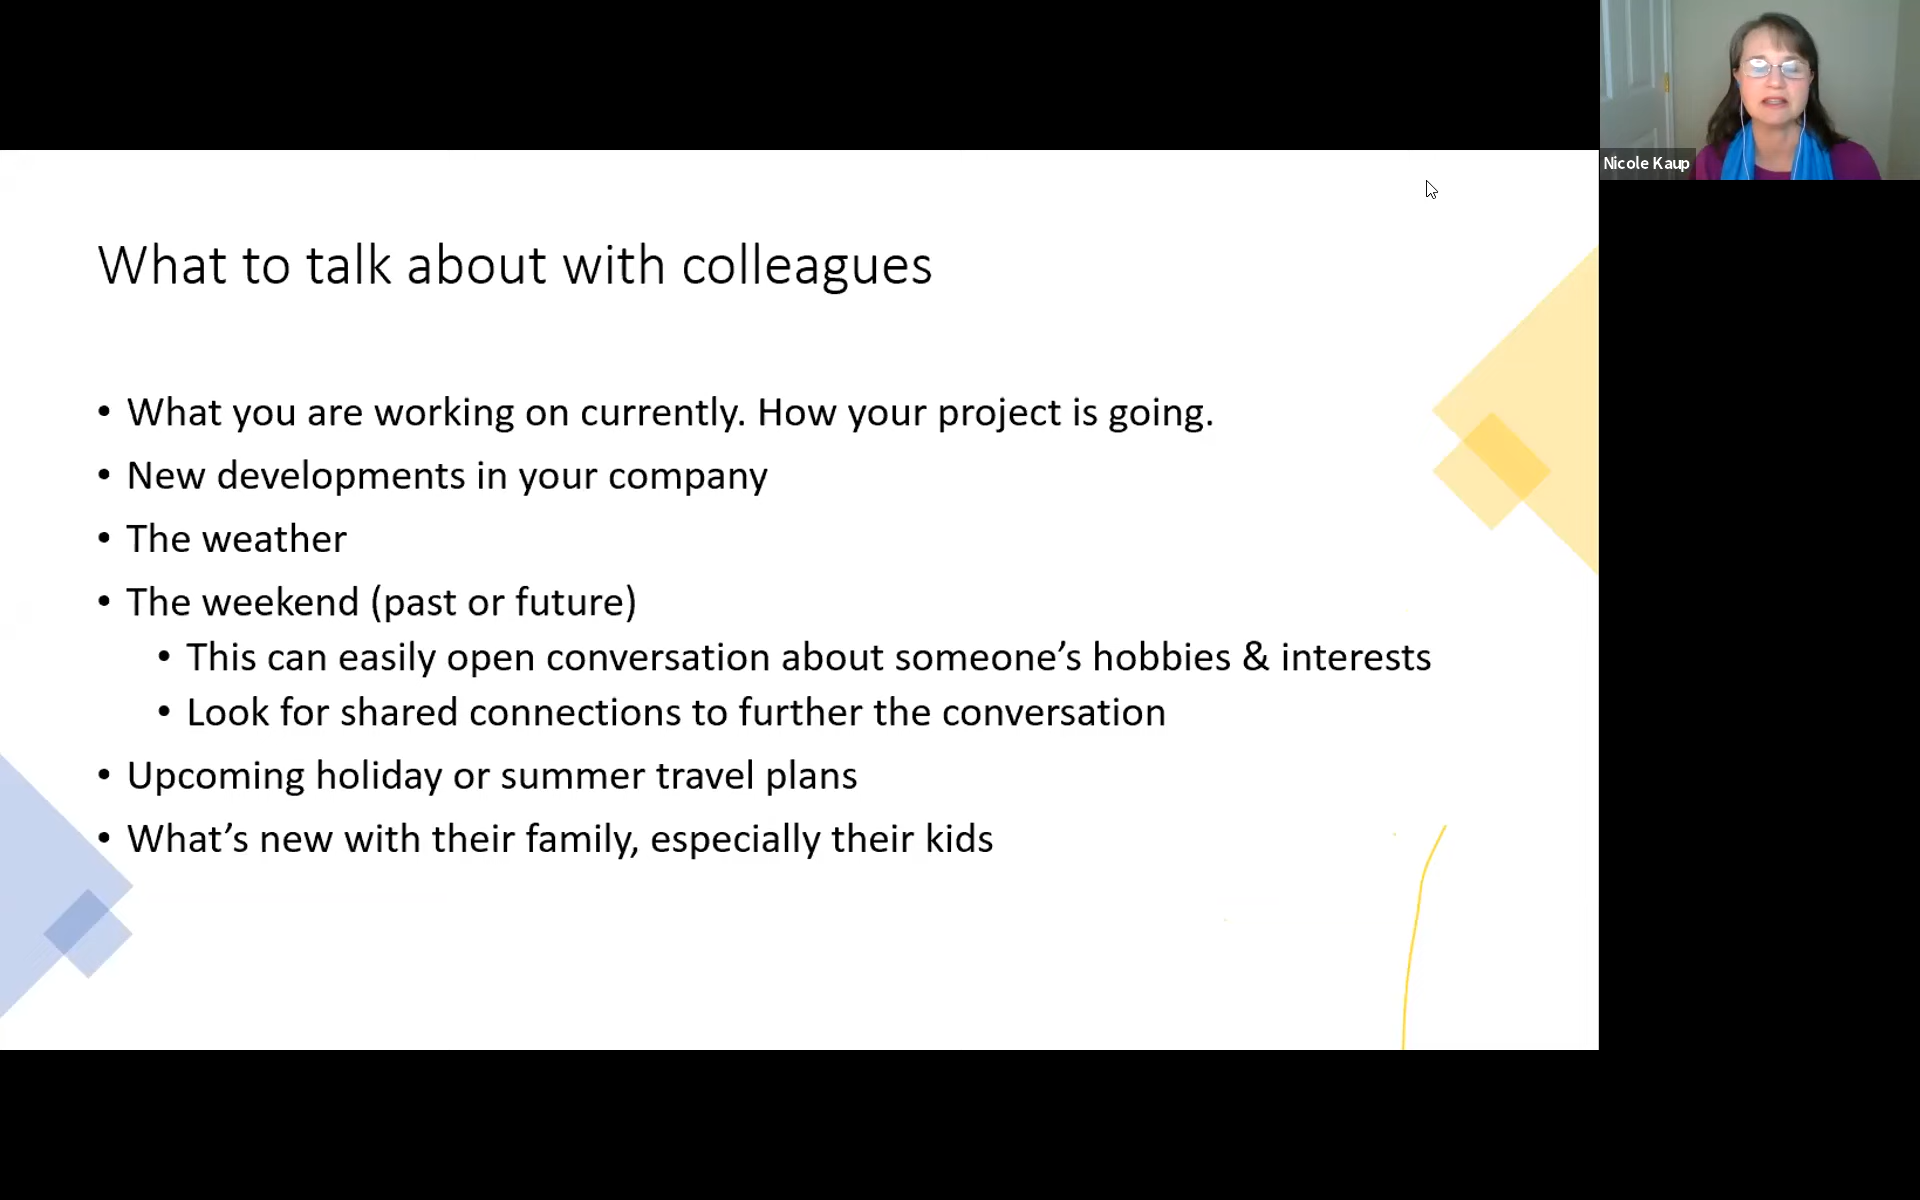 Nicole Kaup
What to talk about with colleagues
• What you are working on currently. How your project is going.
• New developments in your company
• The weather
• The weekend (past or future)
• This can easily open conversation about someone’s hobbies & interests
• Look for shared connections to further the conversation
• Upcoming holiday or summer travel plans
• What’s new with their family, especially their kids